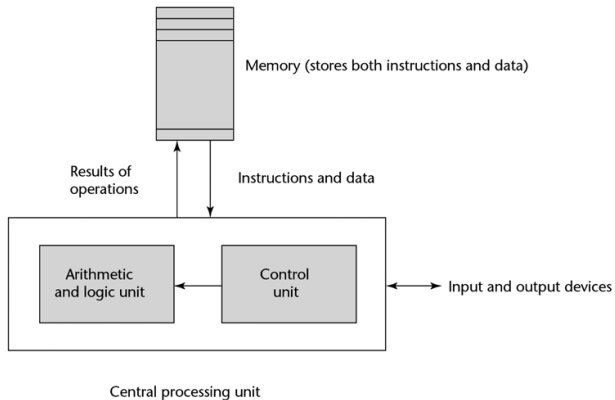 Memory (stores both instructions and data)
Results of
operations
Instructions and data
Arithmetic
and logic unit
Control
unit
Input and output devices
Central processing unit